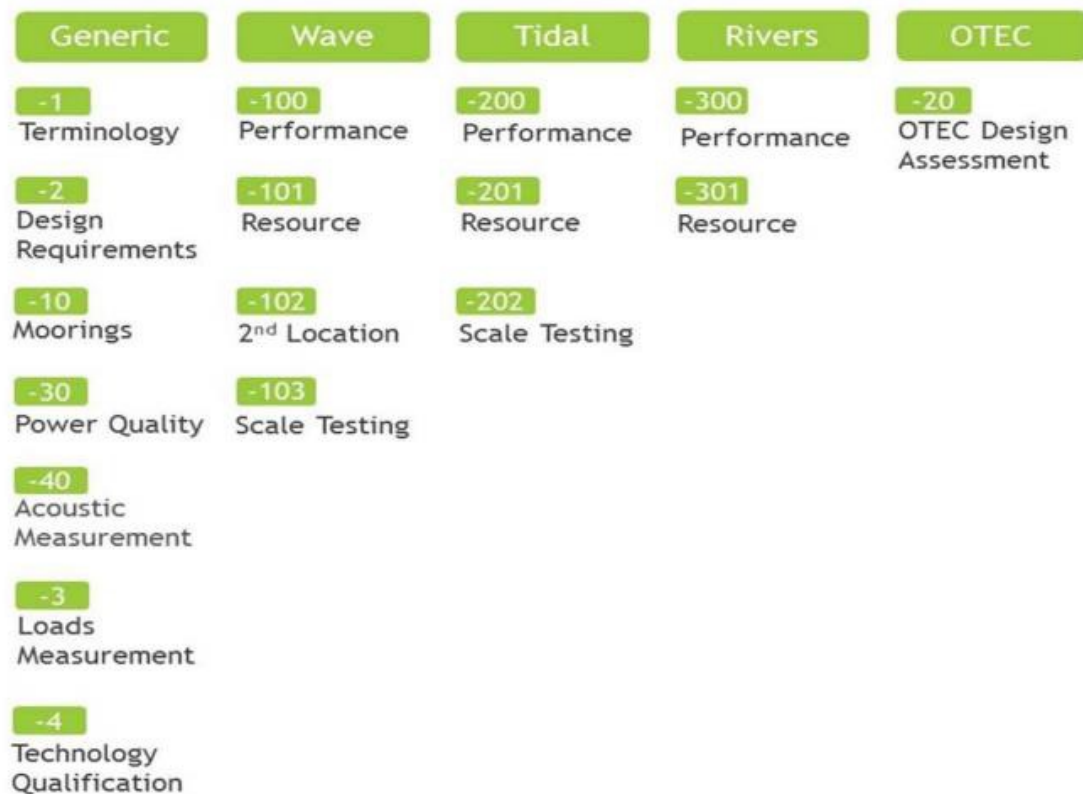 Generic
Wave
Tidal
Rivers
OTEC
-1
Terminology
-100
Performance
-200
Performance
-300
Performance
-20
OTEC Design
Assessment
-2
Design
Requirements
-101
Resource
-201
Resource
-301
Resource
-10
Moorings
-102
2nd Location
-202
Scale Testing
-30
Power Quality
-103
Scale Testing
-40
Acoustic
Measurement
-3
Loads
Measurement
-4
Technology
Qualification